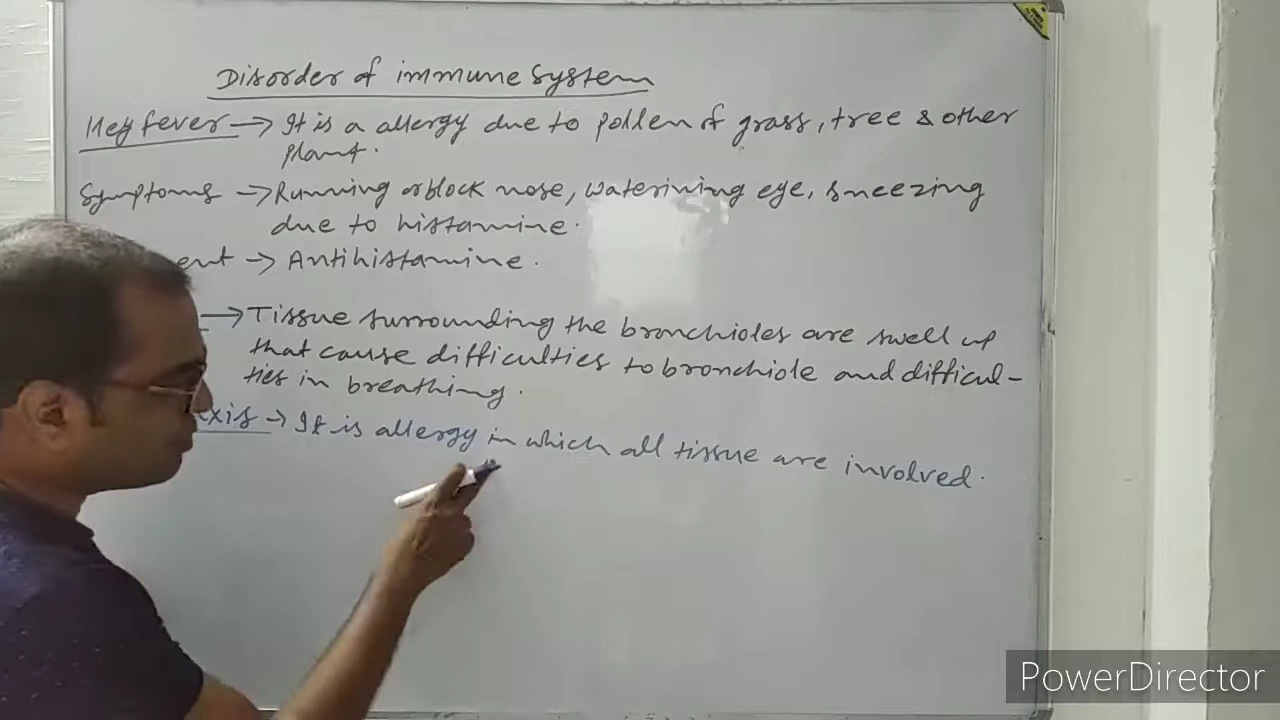 Disorder of immune System
Hey fever → It is a allergy due to pollen of grass, tree & other
plant.
Symptoms → Running or block nose, waterining eye, sneezing
due to histamine.
ent → Antihistamine.
→ Tissue surrounding the bronchioles are swell up
that cause difficulties to bronchiole and difficul-
ties in breathing.
axis → It is allergy in which all tissue are involved.
PowerDirector